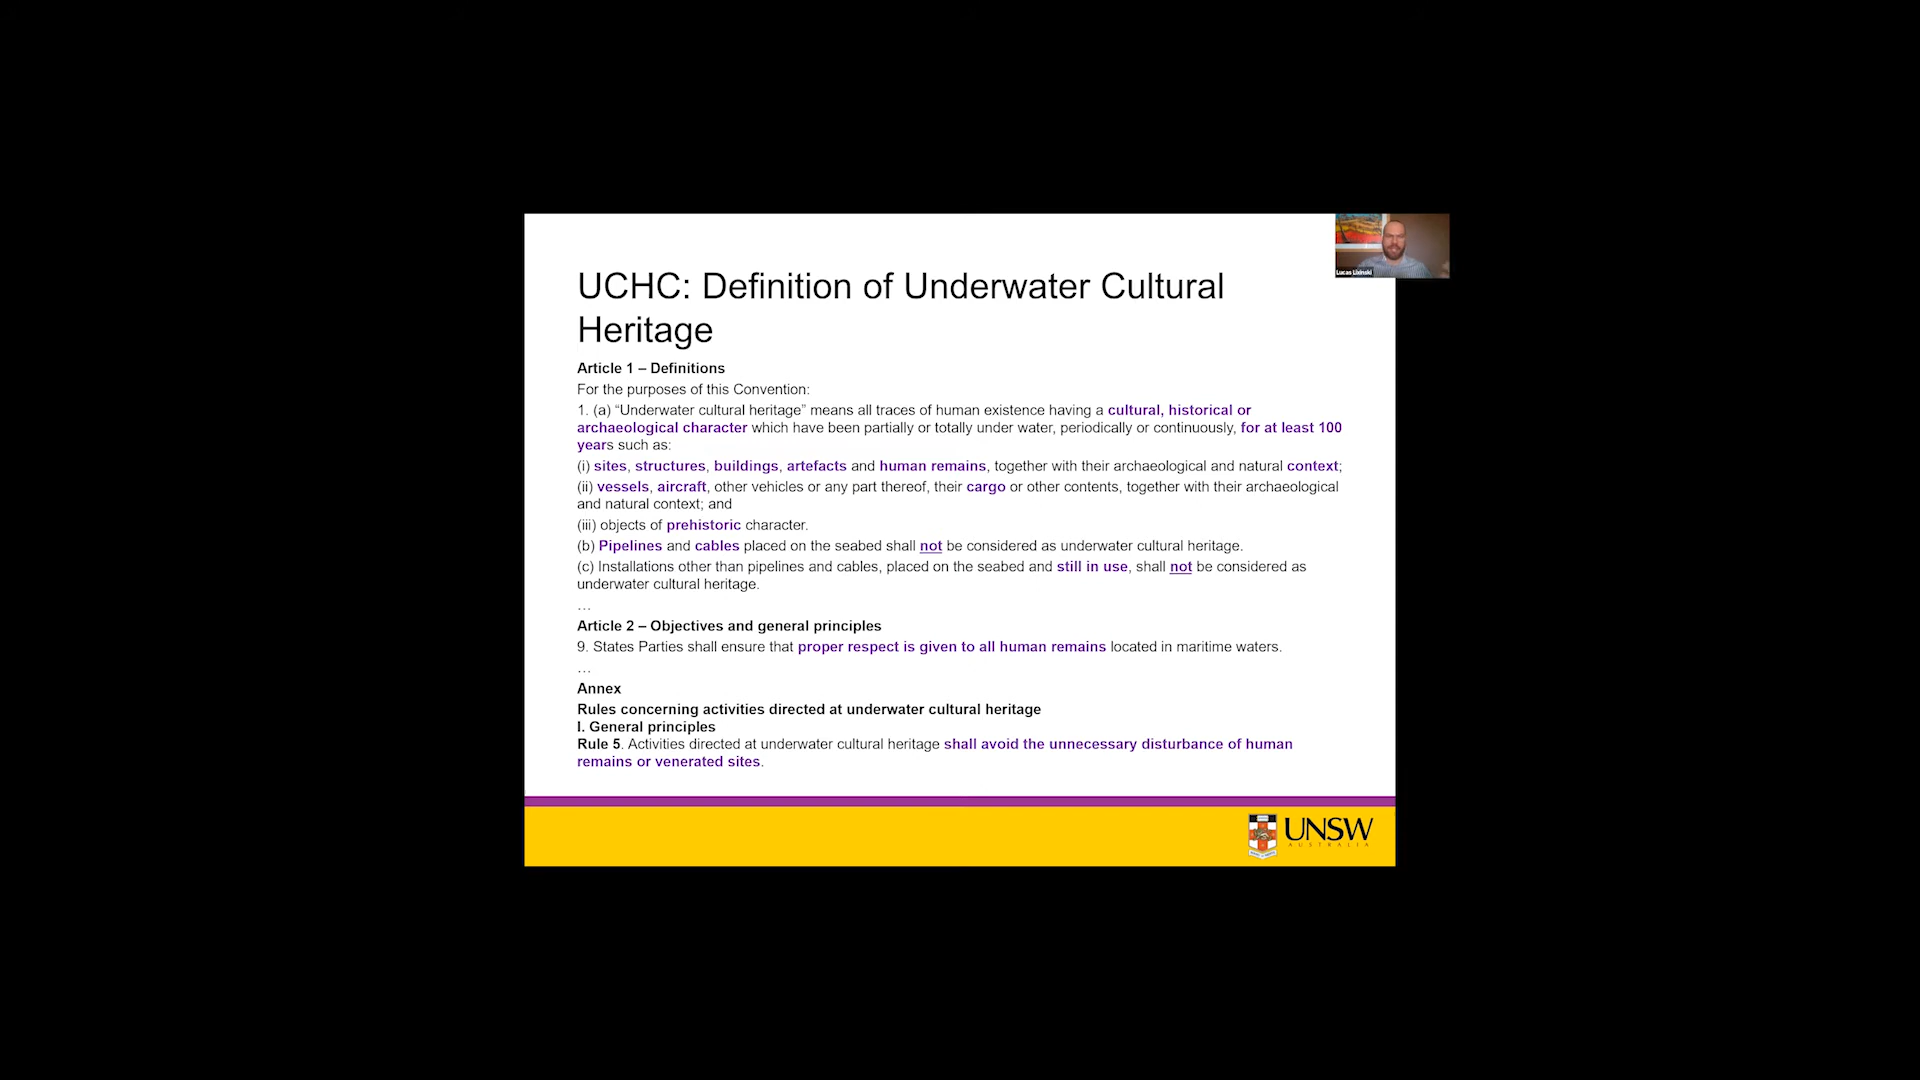 UCHC: Definition of Underwater Cultural
Heritage
Lucas Lixinski
Article 1 – Definitions
For the purposes of this Convention:
1. (a) “Underwater cultural heritage” means all traces of human existence having a cultural, historical or
archaeological character which have been partially or totally under water, periodically or continuously, for at least 100
years such as:
(i) sites, structures, buildings, artefacts and human remains, together with their archaeological and natural context;
(ii) vessels, aircraft, other vehicles or any part thereof, their cargo or other contents, together with their archaeological
and natural context; and
(iii) objects of prehistoric character.
(b) Pipelines and cables placed on the seabed shall not be considered as underwater cultural heritage.
(c) Installations other than pipelines and cables, placed on the seabed and still in use, shall not be considered as
underwater cultural heritage.
…
Article 2 – Objectives and general principles
9. States Parties shall ensure that proper respect is given to all human remains located in maritime waters.
…
Annex
Rules concerning activities directed at underwater cultural heritage
I. General principles
Rule 5. Activities directed at underwater cultural heritage shall avoid the unnecessary disturbance of human
remains or venerated sites.
UNSW
AUSTRALIA